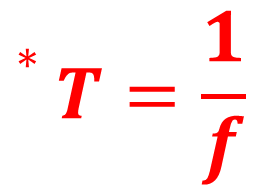 * T = 1/f